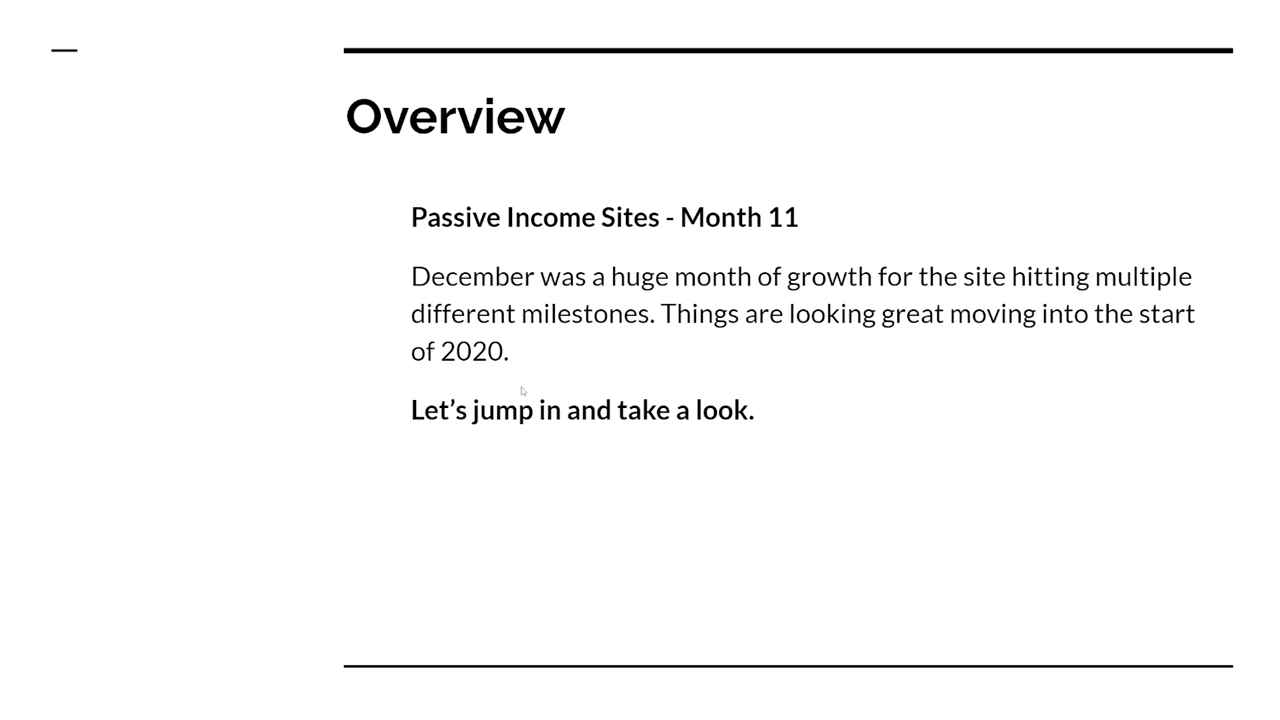 Overview
Passive Income Sites - Month 11
December was a huge month of growth for the site hitting multiple
different milestones. Things are looking great moving into the start
of 2020.
Let’s jump in and take a look.